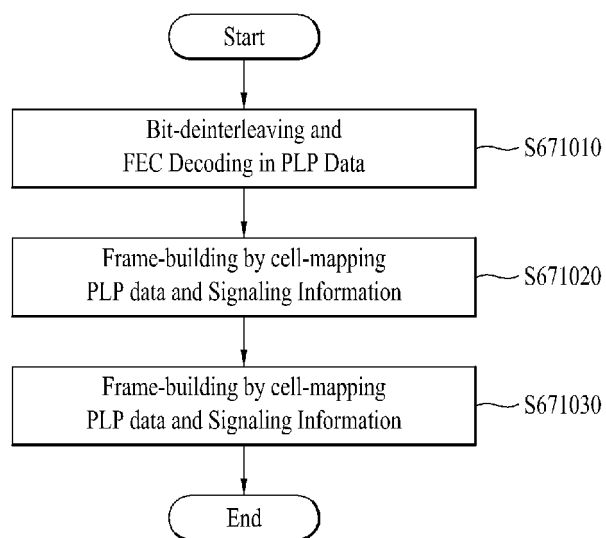 Start
Bit-deinterleaving and
FEC Decoding in PLP Data
S671010
Frame-building by cell-mapping
PLP data and Signaling Information
S671020
Frame-building by cell-mapping
PLP data and Signaling Information
S671030
End